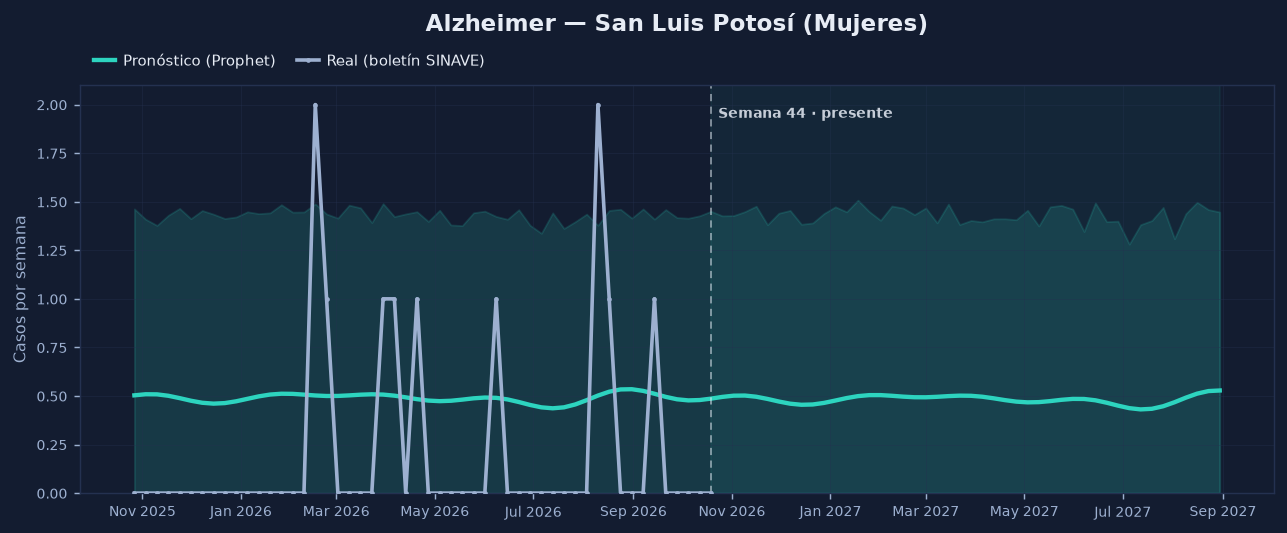 Alzheimer — San Luis Potosí (Mujeres)
Pronóstico (Prophet)
Real (boletín SINAVE)
Semana 44 · presente
Casos por semana
2.00
1.75
1.50
1.25
1.00
0.75
0.50
0.25
0.00
Nov 2025
Jan 2026
Mar 2026
May 2026
Jul 2026
Sep 2026
Nov 2026
Jan 2027
Mar 2027
May 2027
Jul 2027
Sep 2027